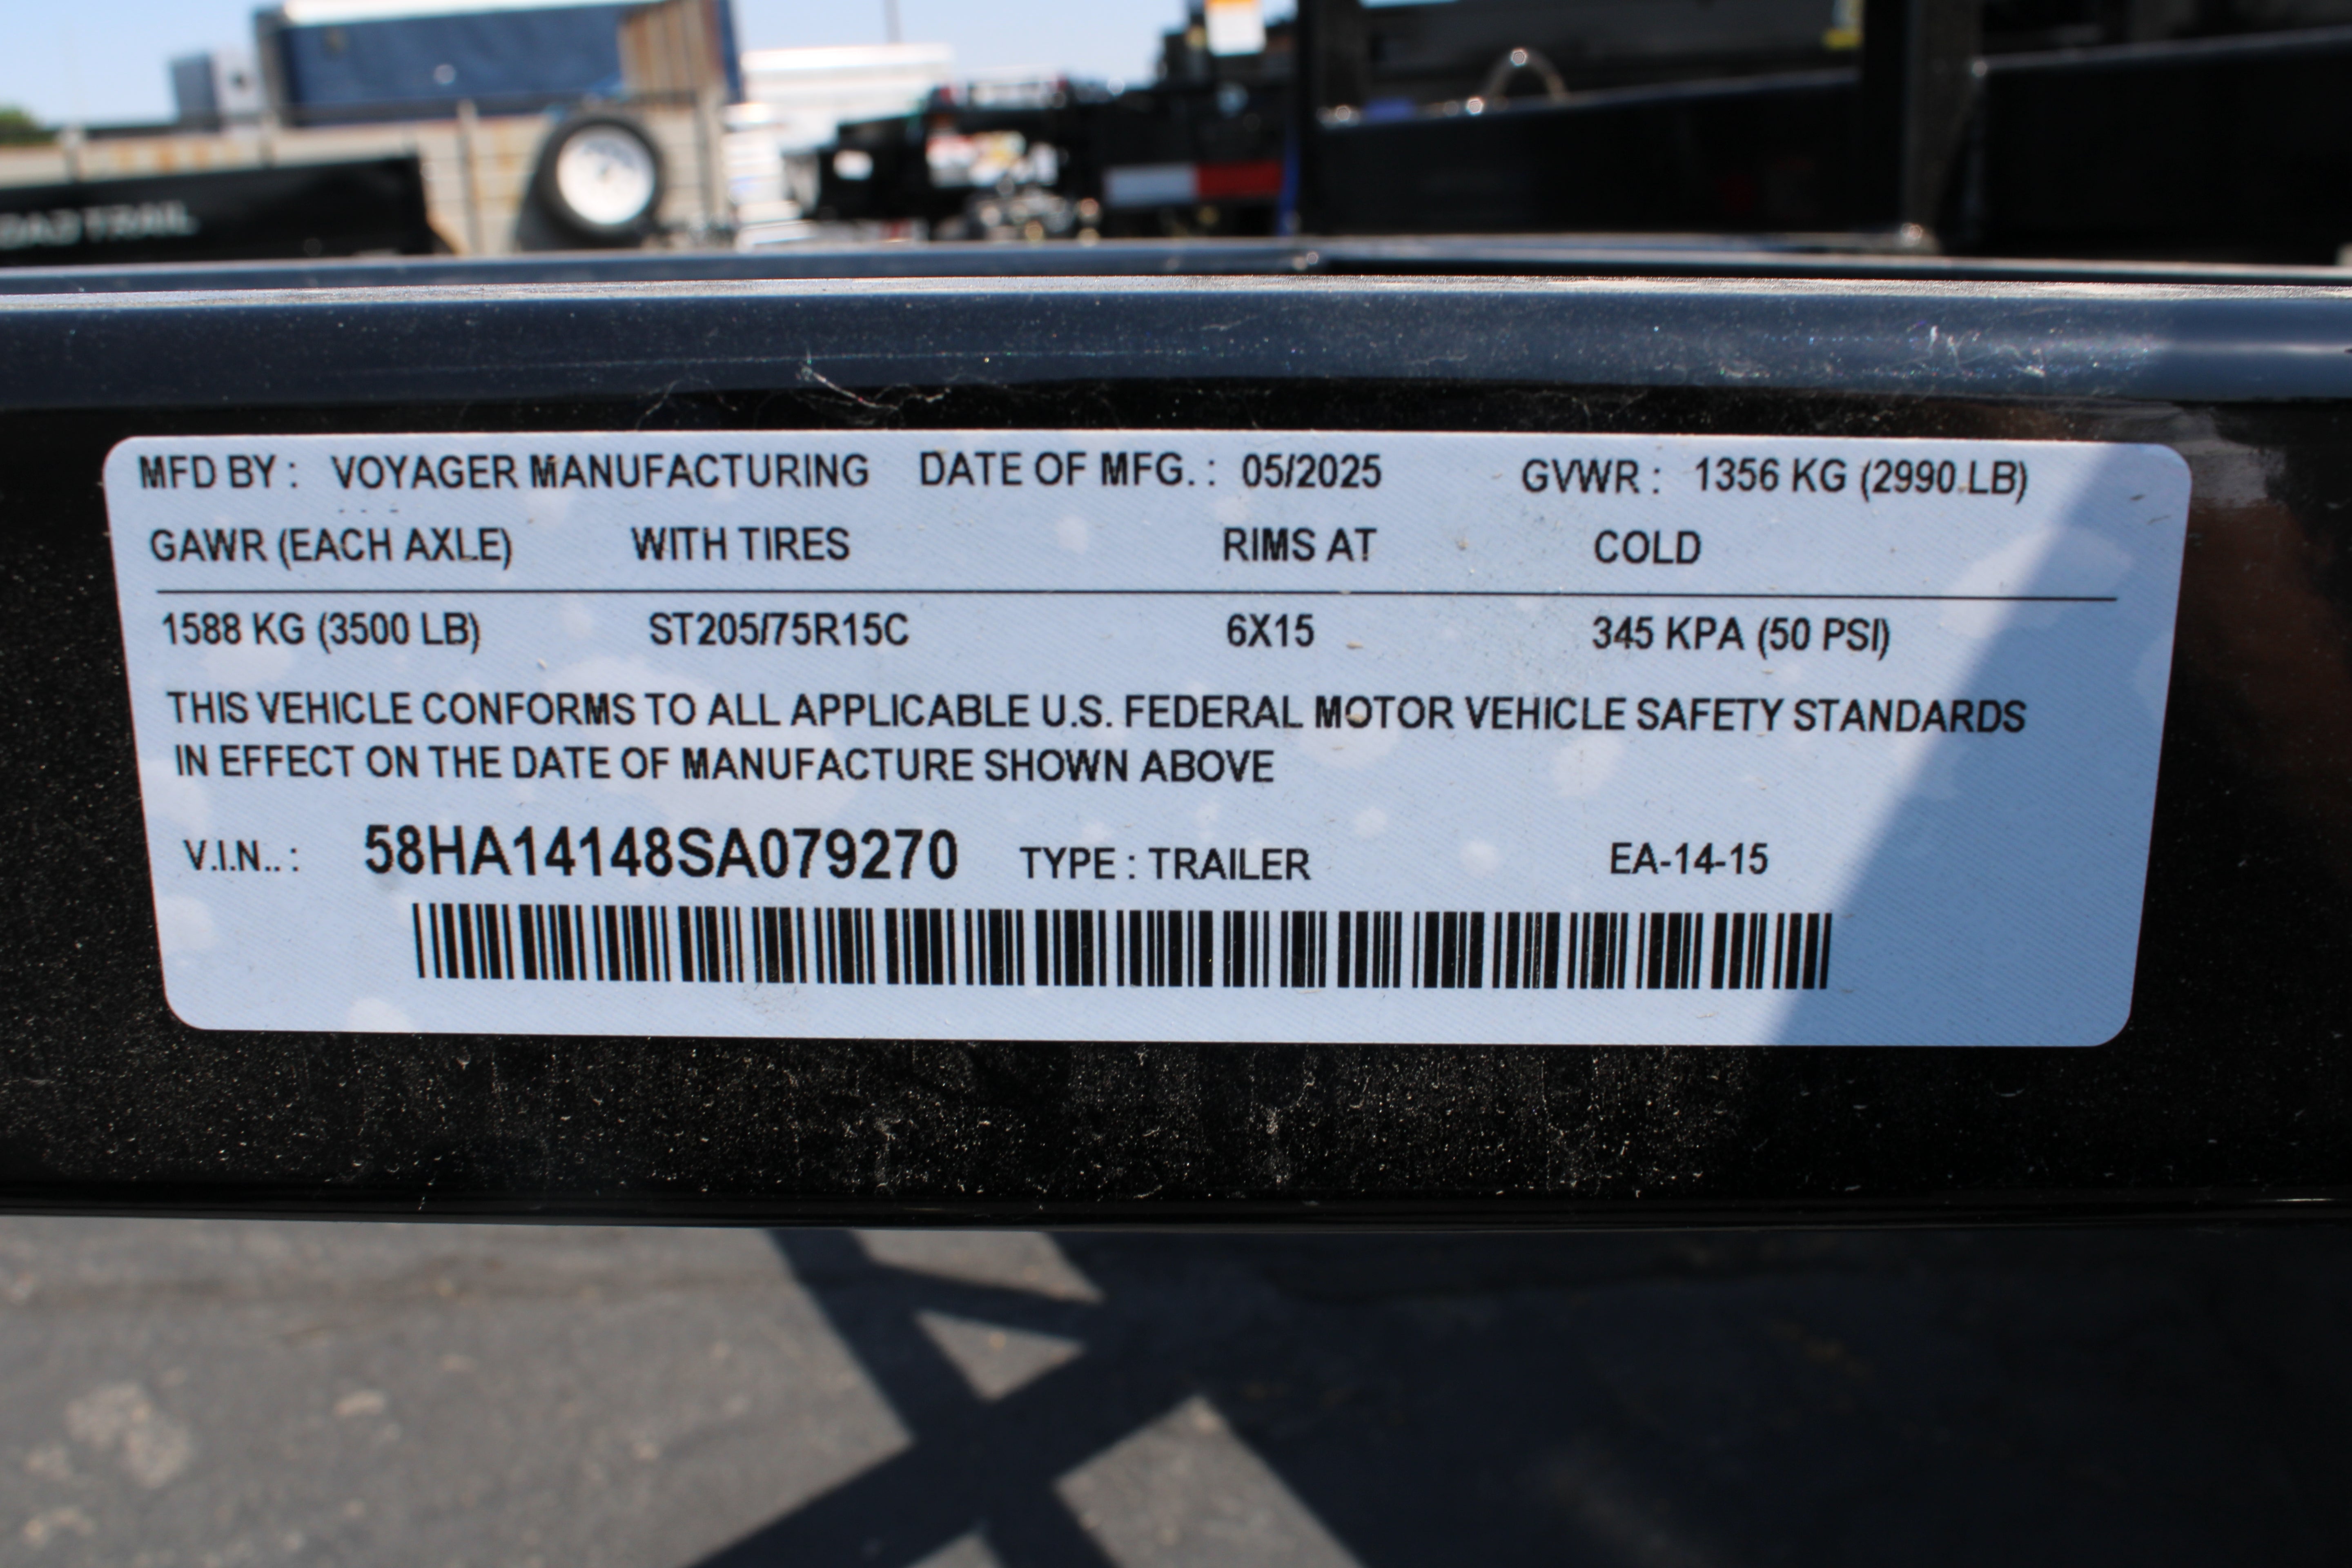 MFD BY : VOYAGER MANUFACTURING DATE OF MFG. : 05/2025 GVWR : 1356 KG (2990 LB)
GAWR (EACH AXLE) WITH TIRES RIMS AT COLD
1588 KG (3500 LB) ST205/75R15C 6X15 345 KPA (50 PSI)
THIS VEHICLE CONFORMS TO ALL APPLICABLE U.S. FEDERAL MOTOR VEHICLE SAFETY STANDARDS
IN EFFECT ON THE DATE OF MANUFACTURE SHOWN ABOVE
V.I.N.. : 58HA14148SA079270 TYPE : TRAILER EA-14-15